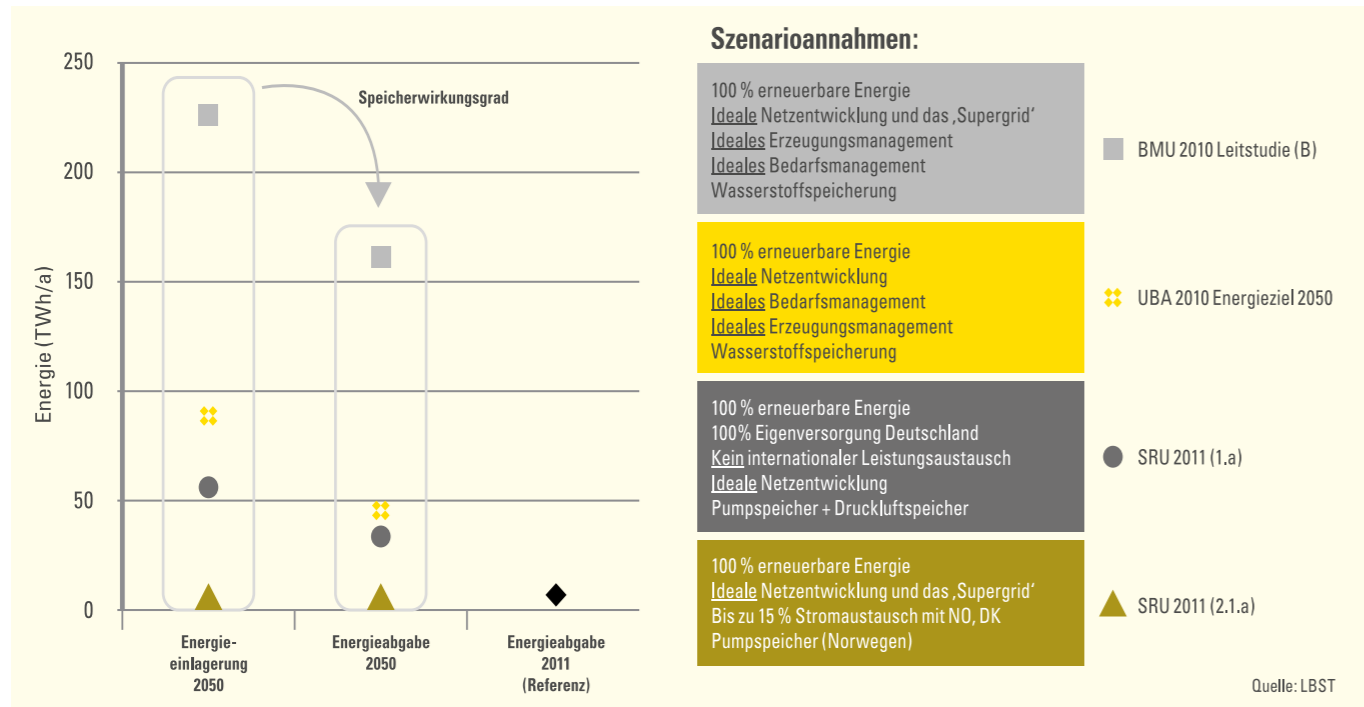 Szenarioannahmen:
250
200
150
100
50
0
Energie (TWh/a)
Speicherwirkungsgrad
Energie-
einlagerung
2050
Energieabgabe
2050
Energieabgabe
2011
(Referenz)
100 % erneuerbare Energie
Ideale Netzentwicklung und das ‚Supergrid‘
Ideales Erzeugungsmanagement
Ideales Bedarfsmanagement
Wasserstoffspeicherung
BMU 2010 Leitstudie (B)
100 % erneuerbare Energie
Ideale Netzentwicklung
Ideales Bedarfsmanagement
Ideales Erzeugungsmanagement
Wasserstoffspeicherung
UBA 2010 Energieziel 2050
100 % erneuerbare Energie
100% Eigenversorgung Deutschland
Kein internationaler Leistungsaustausch
Ideale Netzentwicklung
Pumpspeicher + Druckluftspeicher
SRU 2011 (1.a)
100 % erneuerbare Energie
Ideale Netzentwicklung und das ‚Supergrid‘
Bis zu 15 % Stromaustausch mit NO, DK
Pumpspeicher (Norwegen)
SRU 2011 (2.1.a)
Quelle: LBST